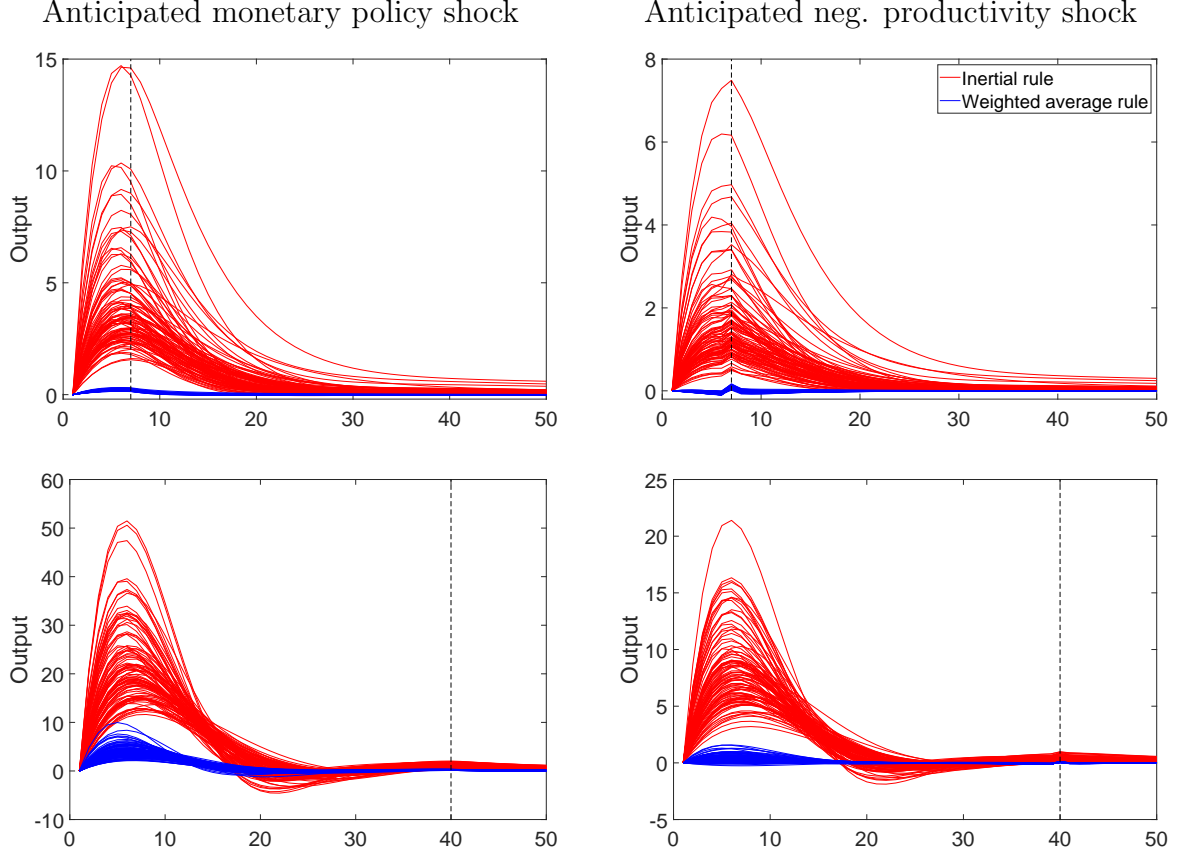 Anticipated monetary policy shock
Anticipated neg. productivity shock
15
10
5
0
Output
0 10 20 30 40 50
8
6
4
2
0
Output
Inertial rule
Weighted average rule
0 10 20 30 40 50
60
50
40
30
20
10
0
-10
Output
0 10 20 30 40 50
25
20
15
10
5
0
-5
Output
0 10 20 30 40 50